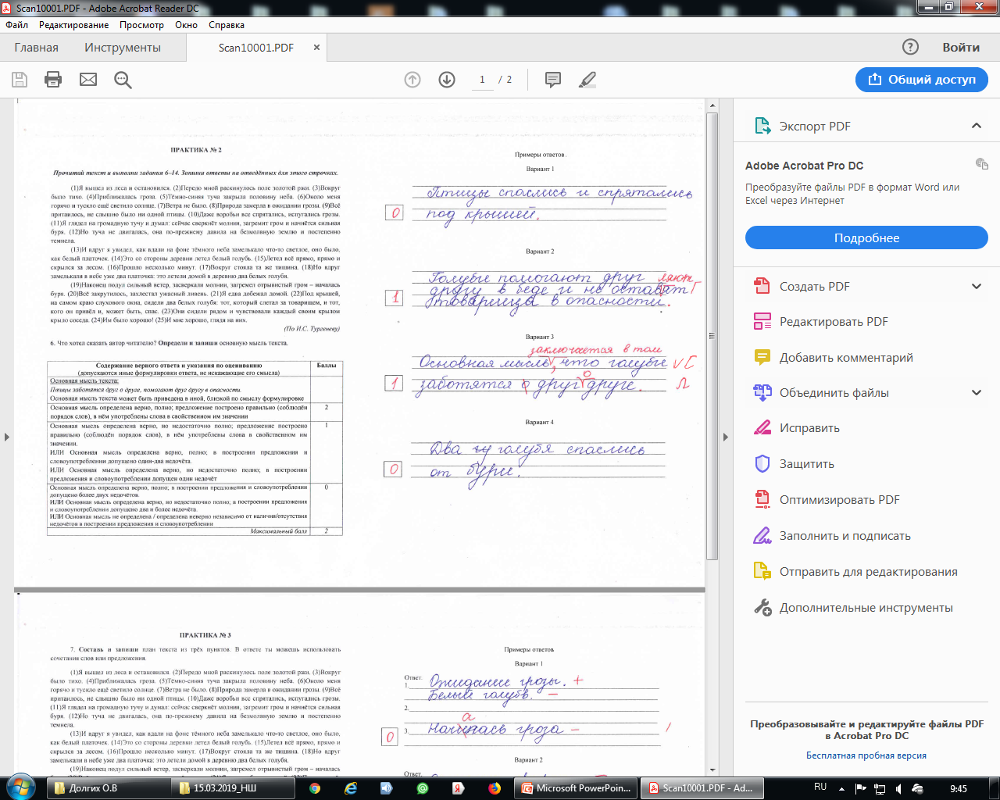 Scan10001.PDF - Adobe Acrobat Reader DC
Файл Редактирование Просмотр Окно Справка
Главная Инструменты Scan10001.PDF × ? Войти
1 / 2 Общий доступ
ПРАКТИКА № 2
Прочитай текст и выполни задания 6–14. Запиши ответы на отведённых для этого строчках.
(1)Я вышел из леса и остановился. (2)Передо мной раскинулось поле золотой ржи. (3)Вокруг
было тихо. (4)Приближалась гроза. (5)Тёмно-синяя туча закрыла половину неба. (6)Около меня
горячо и тускло ещё светило солнце. (7)Ветра не было. (8)Природа замерла в ожидании грозы. (9)Всё
притаилось, не слышно было ни одной птицы. (10)Даже воробьи все спрятались, испугались грозы.
(11)Я глядел на громадную тучу и думал: сейчас сверкнёт молния, загремит гром и начнётся сильная
буря. (12)Но туча не двигалась, она по-прежнему давила на безмолвную землю и постепенно
темнела.
(13)И вдруг я увидел, как вдали на фоне тёмного неба замелькало что-то светлое, оно было,
как белый платочек. (14)Это со стороны деревни летел белый голубь. (15)Летел всё прямо, прямо и
скрылся за лесом. (16)Прошло несколько минут. (17)Вокруг стояла та же тишина. (18)Но вдруг
замелькали в небе уже два платочка: это летели домой в деревню два белых голубя.
(19)Наконец подул сильный ветер, засверкали молнии, загремел отрывистый гром – началась
буря. (20)Всё закрутилось, захлестал ужасный ливень. (21)Я едва добежал домой. (22)Под крышей,
на самом краю слухового окна, сидели два белых голубя: тот, который слетал за товарищем, и тот,
кого он привёл и, может быть, спас. (23)Они сидели рядом и чувствовали каждый своим крылом
крыло соседа. (24)Им было хорошо! (25)И мне хорошо, глядя на них.
(По И.С. Тургеневу)
6. Что хотел сказать автор читателю? Определи и запиши основную мысль текста.
Содержание верного ответа и указания по оцениванию Баллы
(допускаются иные формулировки ответа, не искажающие его смысла)
Основная мысль текста:
Птицы заботятся друг о друге, помогают друг другу в опасности.
Основная мысль текста может быть приведена в иной, близкой по смыслу формулировке
Основная мысль определена верно, полно; предложение построено правильно (соблюдён 2
порядок слов), в нём употреблены слова в свойственном им значении
Основная мысль определена верно, но недостаточно полно; предложение построено 1
правильно (соблюдён порядок слов), в нём употреблены слова в свойственном им
значении.
ИЛИ Основная мысль определена верно, полно; в построении предложения и
словоупотреблении допущено один-два недочёта.
ИЛИ Основная мысль определена верно, но недостаточно полно; в построении
предложения и словоупотреблении допущен один недочёт
Основная мысль определена верно, полно; в построении предложения и словоупотреблении 0
допущено более двух недочётов.
ИЛИ Основная мысль определена верно, но недостаточно полно; в построении предложения
и словоупотреблении допущено два и более недочёта.
ИЛИ Основная мысль не определена / определена неверно независимо от наличия/отсутствия
недочётов в построении предложения и словоупотреблении
Максимальный балл 2
Примеры ответов.
Вариант 1
Птицы спаслись и спрятались
0 под крышей.
Вариант 2
Голуби помогают друг ляют
другу в беде и не оставят
1 товарища в опасности.
Вариант 3
заключается в том
Основная мысль, что голуби V С
1 заботятся о друг о друге. Л
Вариант 4
Два голубя спаслись
0 от бури.
ПРАКТИКА № 3
7. Составь и запиши план текста из трёх пунктов. В ответе ты можешь использовать
сочетания слов или предложения.
(1)Я вышел из леса и остановился. (2)Передо мной раскинулось поле золотой ржи. (3)Вокруг
было тихо. (4)Приближалась гроза. (5)Тёмно-синяя туча закрыла половину неба. (6)Около меня
горячо и тускло ещё светило солнце. (7)Ветра не было. (8)Природа замерла в ожидании грозы. (9)Всё
притаилось, не слышно было ни одной птицы. (10)Даже воробьи все спрятались, испугались грозы.
(11)Я глядел на громадную тучу и думал: сейчас сверкнёт молния, загремит гром и начнётся сильная
буря. (12)Но туча не двигалась, она по-прежнему давила на безмолвную землю и постепенно
темнела.
(13)И вдруг я увидел, как вдали на фоне тёмного неба замелькало что-то светлое, оно было,
как белый платочек. (14)Это со стороны деревни летел белый голубь. (15)Летел всё прямо, прямо и
скрылся за лесом. (16)Прошло несколько минут. (17)Вокруг стояла та же тишина. (18)Но вдруг
замелькали в небе уже два платочка: это летели домой в деревню два белых голубя.
(19)Наконец подул сильный ветер, засверкали молнии, загремел отрывистый гром – началась
Примеры ответов
Вариант 1
Ответ.
1. Ожидание грозы. +
Белый голубь. –
2.
а
0 3. Началась гроза –
Вариант 2
Экспорт PDF
Adobe Acrobat Pro DC
Преобразуйте файлы PDF в формат Word или
Excel через Интернет
Подробнее
Создать PDF
Редактировать PDF
Добавить комментарий
Объединить файлы
Исправить
Защитить
Оптимизировать PDF
Заполнить и подписать
Отправить для редактирования
Дополнительные инструменты
Преобразовывайте и редактируйте файлы PDF
в Acrobat Pro DC
Бесплатная пробная версия
Долгих О.В 15.03.2019_НШ Microsoft PowerPoin... Scan10001.PDF - Ad... RU 9:45